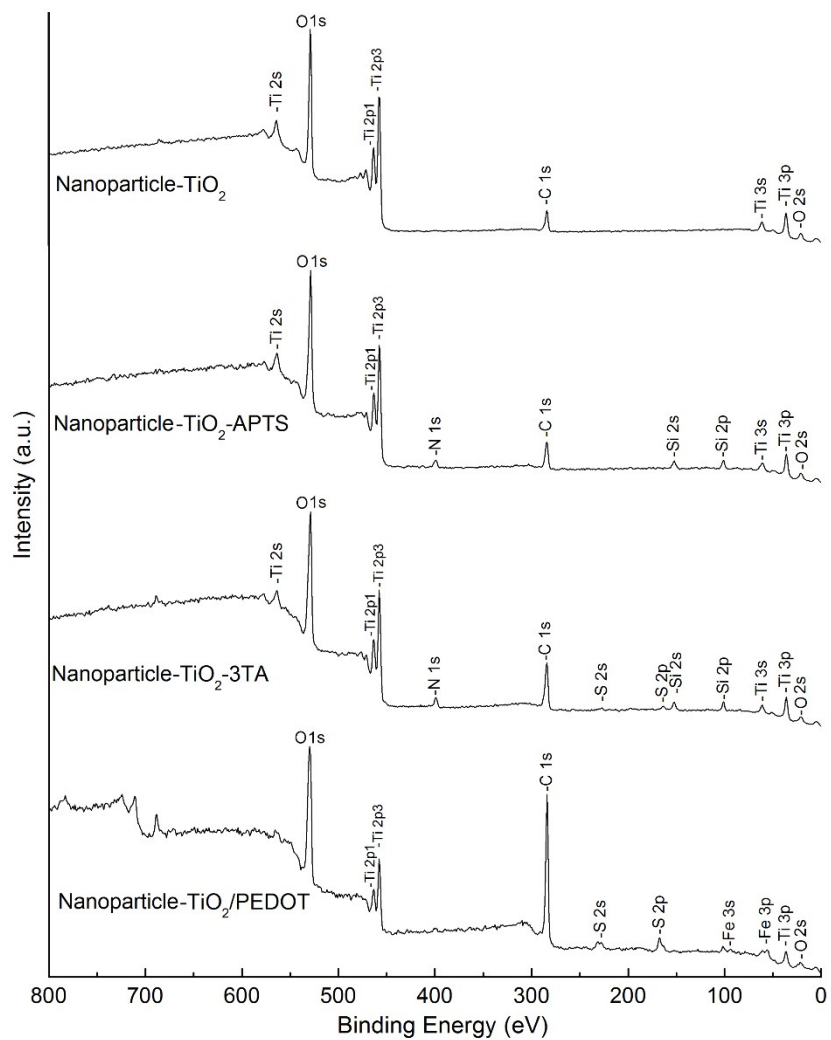 O1s
-Ti 2s
-Ti 2p1
-Ti 2p3
-C 1s
-Ti 3s
-Ti 3p
-O 2s
Nanoparticle-TiO₂
O1s
-Ti 2s
-Ti 2p1
-Ti 2p3
-N 1s
-C 1s
-Si 2s
-Si 2p
-Ti 3s
-Ti 3p
-O 2s
Nanoparticle-TiO₂-APTS
O1s
-Ti 2s
-Ti 2p1
-Ti 2p3
-N 1s
-C 1s
-S 2s
-S 2p
-Si 2s
-Si 2p
-Ti 3s
-Ti 3p
-O 2s
Nanoparticle-TiO₂-3TA
O1s
-Ti 2p1
-Ti 2p3
-C 1s
-S 2s
-S 2p
-Fe 3s
-Fe 3p
-Ti 3p
-O 2s
Nanoparticle-TiO₂/PEDOT
Intensity (a.u.)
800 700 600 500 400 300 200 100 0
Binding Energy (eV)